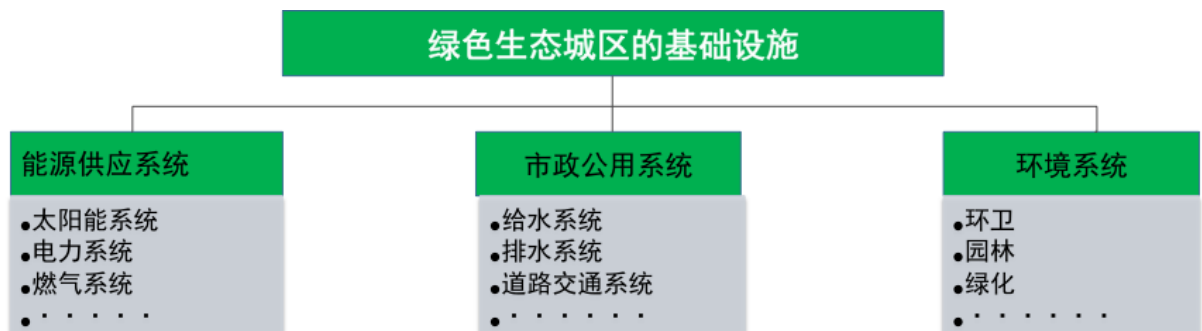 绿色生态城区的基础设施
能源供应系统
•太阳能系统
•电力系统
•燃气系统
•······
市政公用系统
•给水系统
•排水系统
•道路交通系统
•······
环境系统
•环卫
•园林
•绿化
•······